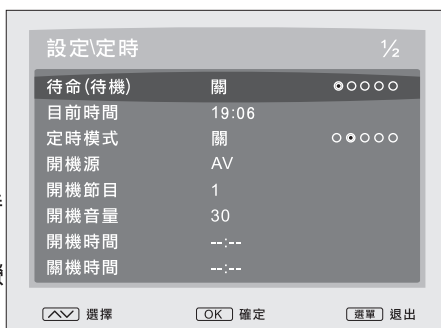 設定\定時 ½
待命(待機) 關
目前時間 19:06
定時模式 關
開機源 AV
開機節目 1
開機音量 30
開機時間 --:--
關機時間 --:--
選擇 OK 確定 選單 退出